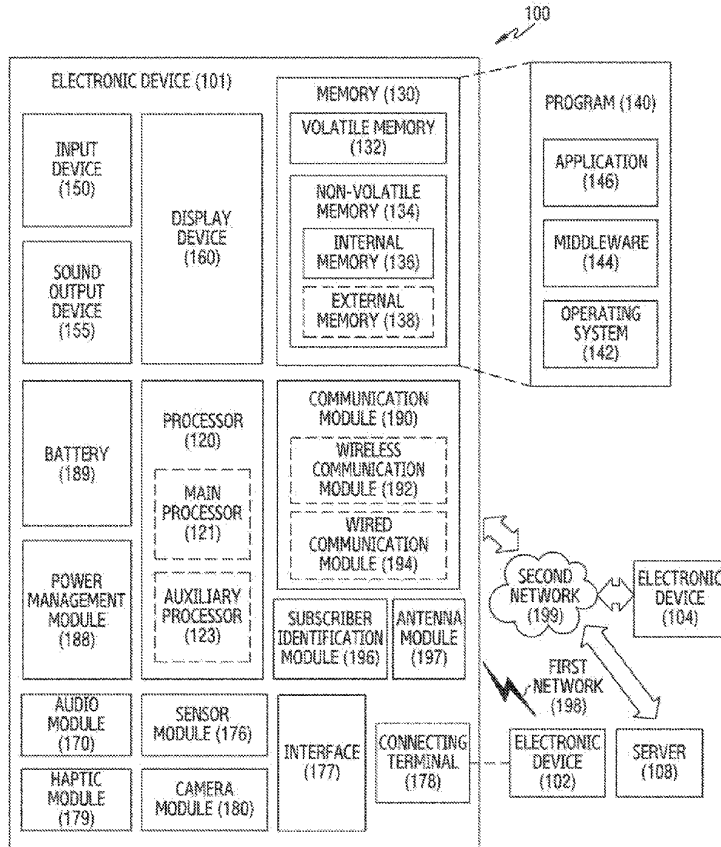 100
ELECTRONIC DEVICE (101)
INPUT
DEVICE
(150)
SOUND
OUTPUT
DEVICE
(155)
DISPLAY
DEVICE
(160)
MEMORY (130)
VOLATILE MEMORY
(132)
NON-VOLATILE
MEMORY (134)
INTERNAL
MEMORY (136)
EXTERNAL
MEMORY (138)
PROGRAM (140)
APPLICATION
(146)
MIDDLEWARE
(144)
OPERATING
SYSTEM
(142)
BATTERY
(189)
POWER
MANAGEMENT
MODULE
(188)
PROCESSOR
(120)
MAIN
PROCESSOR
(121)
AUXILIARY
PROCESSOR
(123)
COMMUNICATION
MODULE (190)
WIRELESS
COMMUNICATION
MODULE (192)
WIRED
COMMUNICATION
MODULE (194)
SUBSCRIBER
IDENTIFICATION
MODULE (196)
ANTENNA
MODULE
(197)
SECOND
NETWORK
(199)
ELECTRONIC
DEVICE
(104)
FIRST
NETWORK
(198)
AUDIO
MODULE
(170)
SENSOR
MODULE (176)
HAPTIC
MODULE
(179)
CAMERA
MODULE (180)
INTERFACE
(177)
CONNECTING
TERMINAL
(178)
ELECTRONIC
DEVICE
(102)
SERVER
(108)